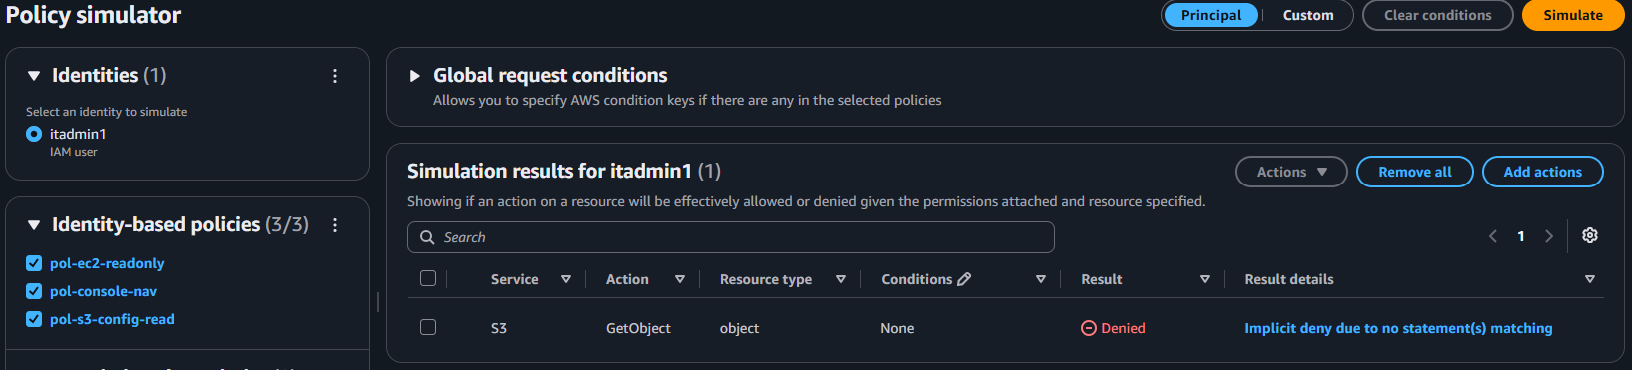 Policy simulator
Principal
Custom
Clear conditions
Simulate
Identities (1)
Select an identity to simulate
itadmin1
IAM user
Identity-based policies (3/3)
pol-ec2-readonly
pol-console-nav
pol-s3-config-read
Global request conditions
Allows you to specify AWS condition keys if there are any in the selected policies
Simulation results for itadmin1 (1)
Actions
Remove all
Add actions
Showing if an action on a resource will be effectively allowed or denied given the permissions attached and resource specified.
Search
1
Service Action Resource type Conditions Result Result details
S3 GetObject object None Denied Implicit deny due to no statement(s) matching